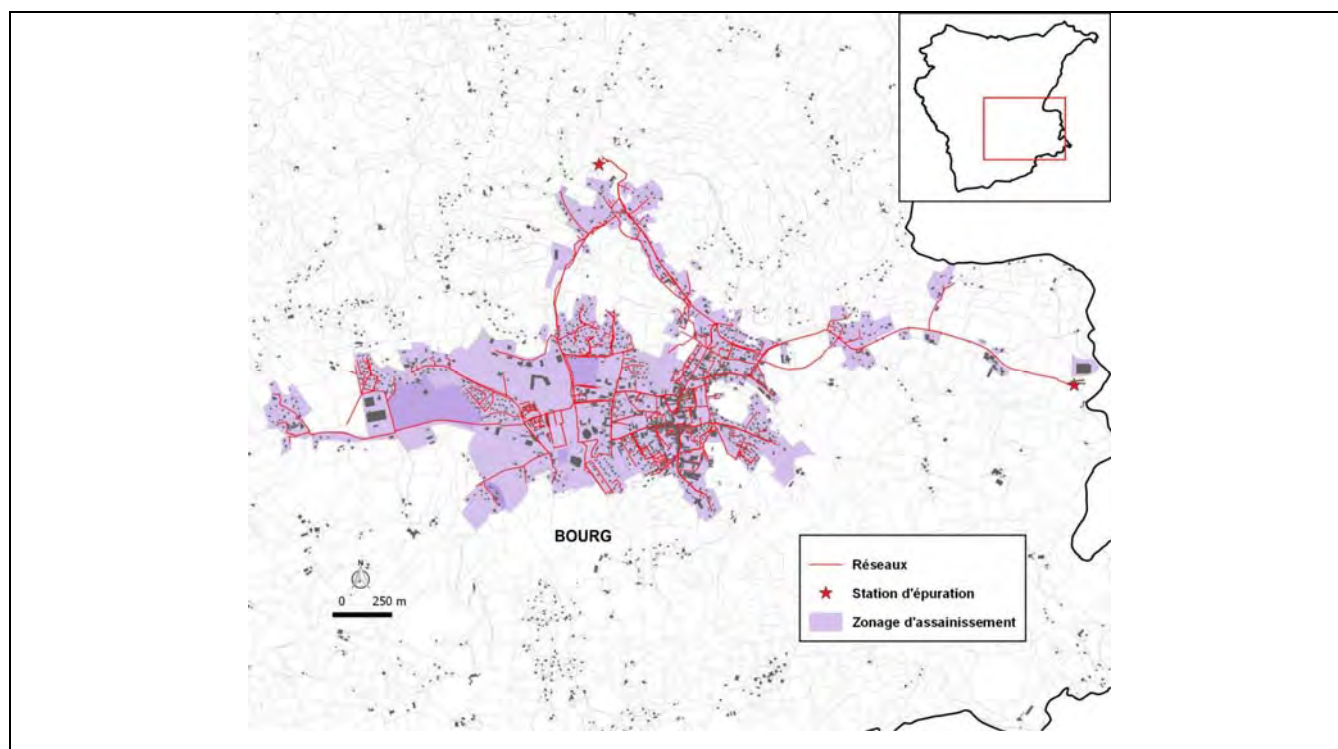 BOURG
N
0 250 m
Réseaux
Station d'épuration
Zonage d'assainissement